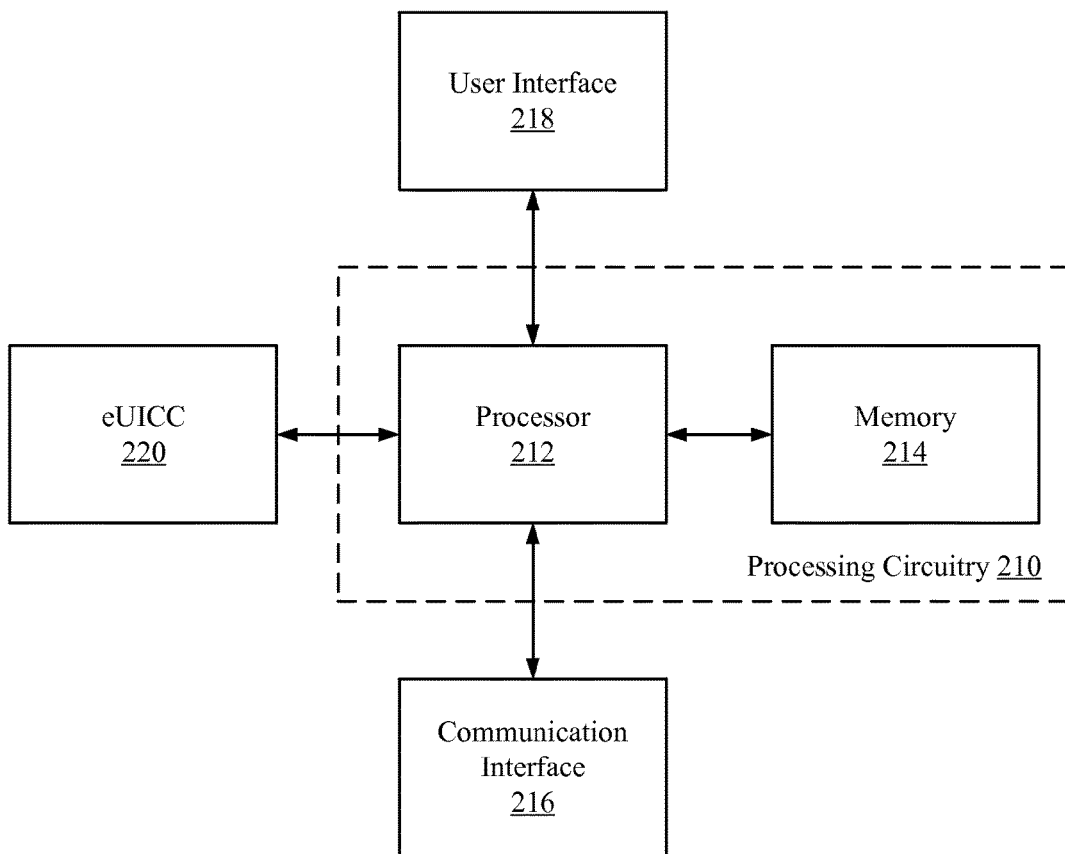 User Interface
218
eUICC
220
Processor
212
Memory
214
Processing Circuitry 210
Communication
Interface
216